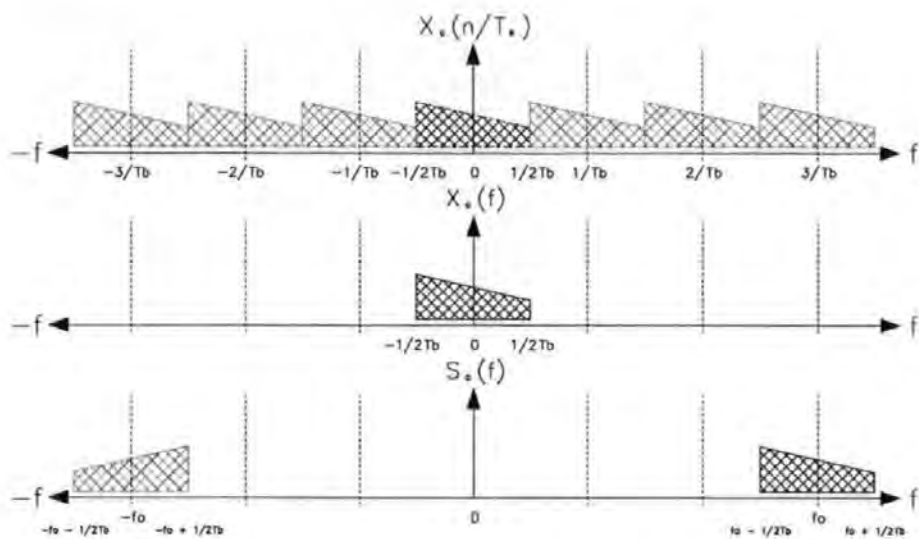 X.(n/T.)
-f f
-3/Tb -2/Tb -1/Tb -1/2Tb 0 1/2Tb 1/Tb 2/Tb 3/Tb
X.(f)
-f f
-1/2Tb 0 1/2Tb
S.(f)
-f f
-fo 0 fo
-fo - 1/2Tb -fo + 1/2Tb fo - 1/2Tb fo + 1/2Tb